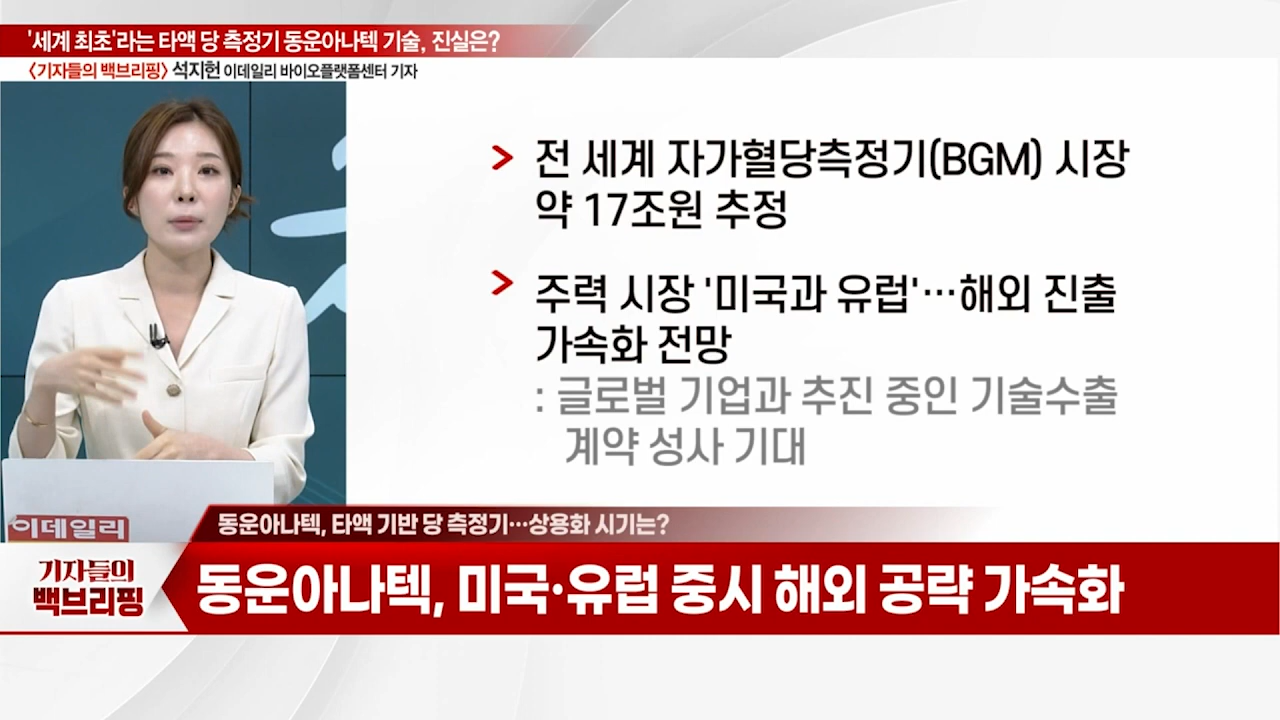 '세계 최초'라는 타액 당 측정기 동운아나텍 기술, 진실은?
<기자들의 백브리핑> 석지헌 이데일리 바이오플랫폼센터 기자
> 전 세계 자가혈당측정기(BGM) 시장
약 17조원 추정
> 주력 시장 '미국과 유럽'…해외 진출
가속화 전망
: 글로벌 기업과 추진 중인 기술수출
계약 성사 기대
이데일리
동운아나텍, 타액 기반 당 측정기…상용화 시기는?
기자들의
백브리핑
동운아나텍, 미국·유럽 중시 해외 공략 가속화